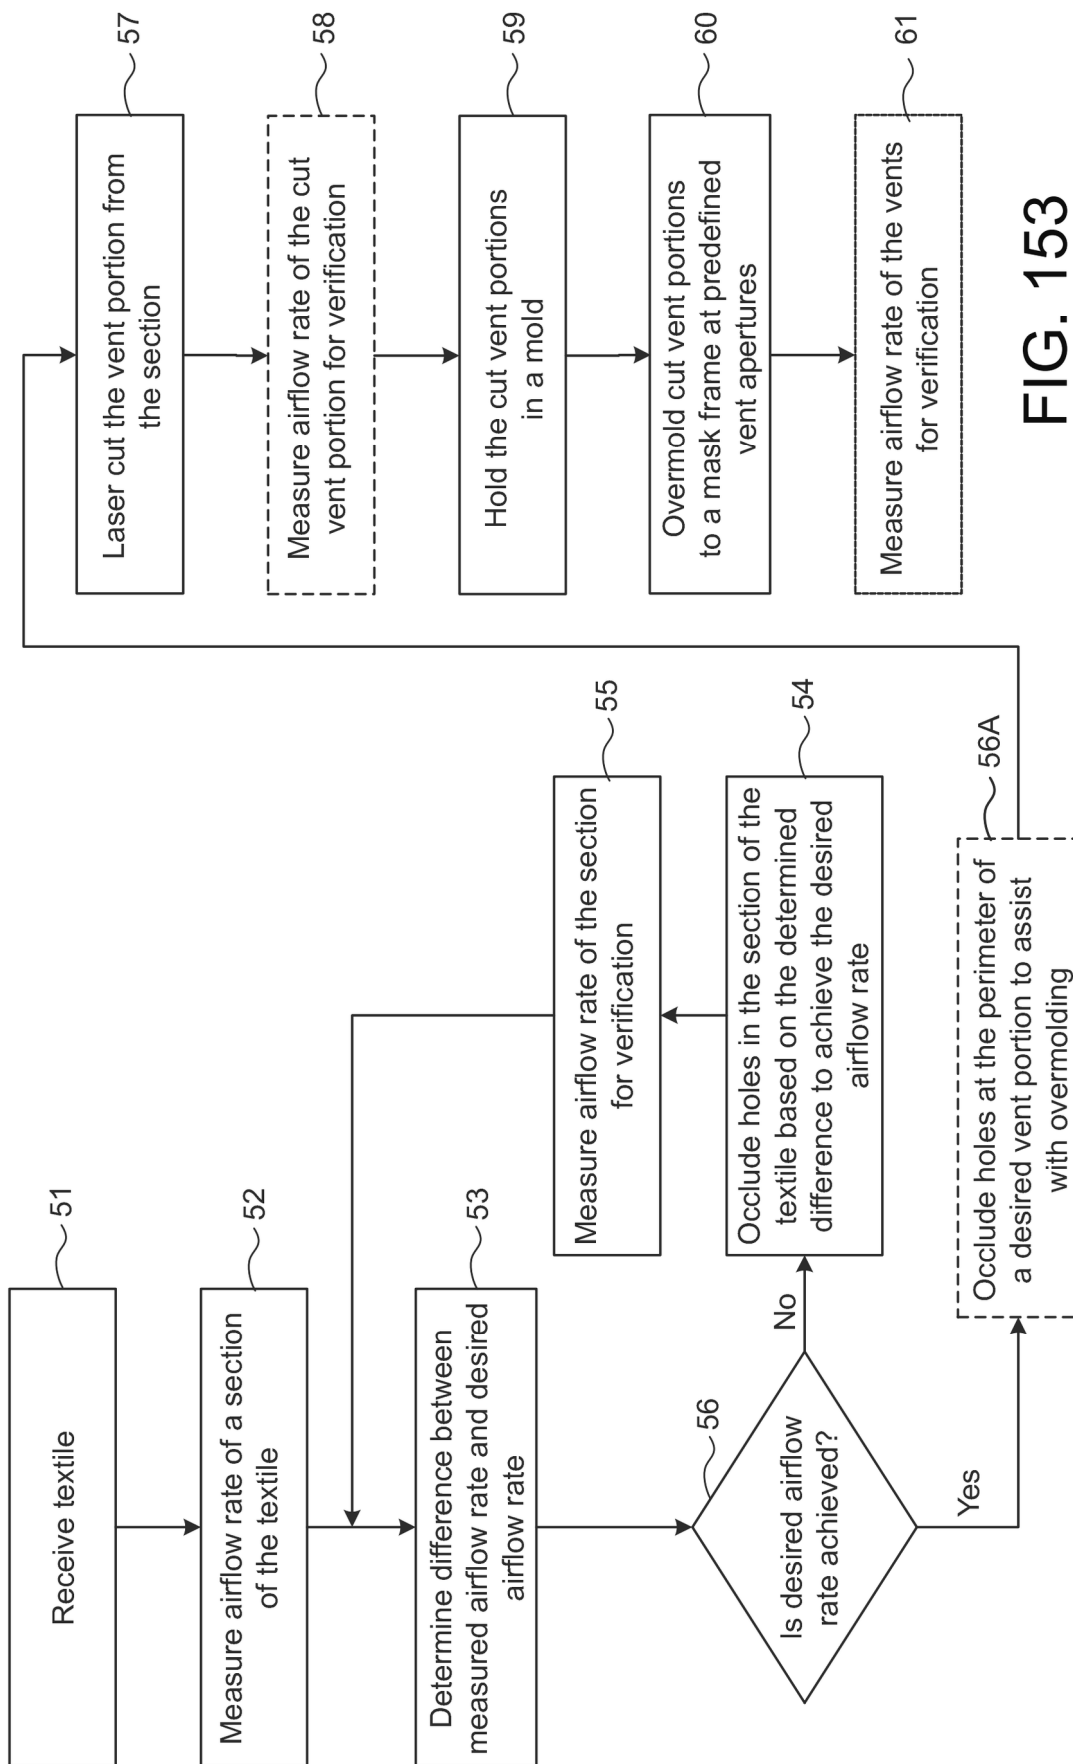 51
Receive textile
52
Measure airflow rate of a section
of the textile
53
Determine difference between
measured airflow rate and desired
airflow rate
56
Is desired airflow
rate achieved?
No
Yes
54
Occlude holes in the section of the
textile based on the determined
difference to achieve the desired
airflow rate
55
Measure airflow rate of the section
for verification
56A
Occlude holes at the perimeter of
a desired vent portion to assist
with overmolding
57
Laser cut the vent portion from
the section
58
Measure airflow rate of the cut
vent portion for verification
59
Hold the cut vent portions
in a mold
60
Overmold cut vent portions
to a mask frame at predefined
vent apertures
61
Measure airflow rate of the vents
for verification
FIG. 153